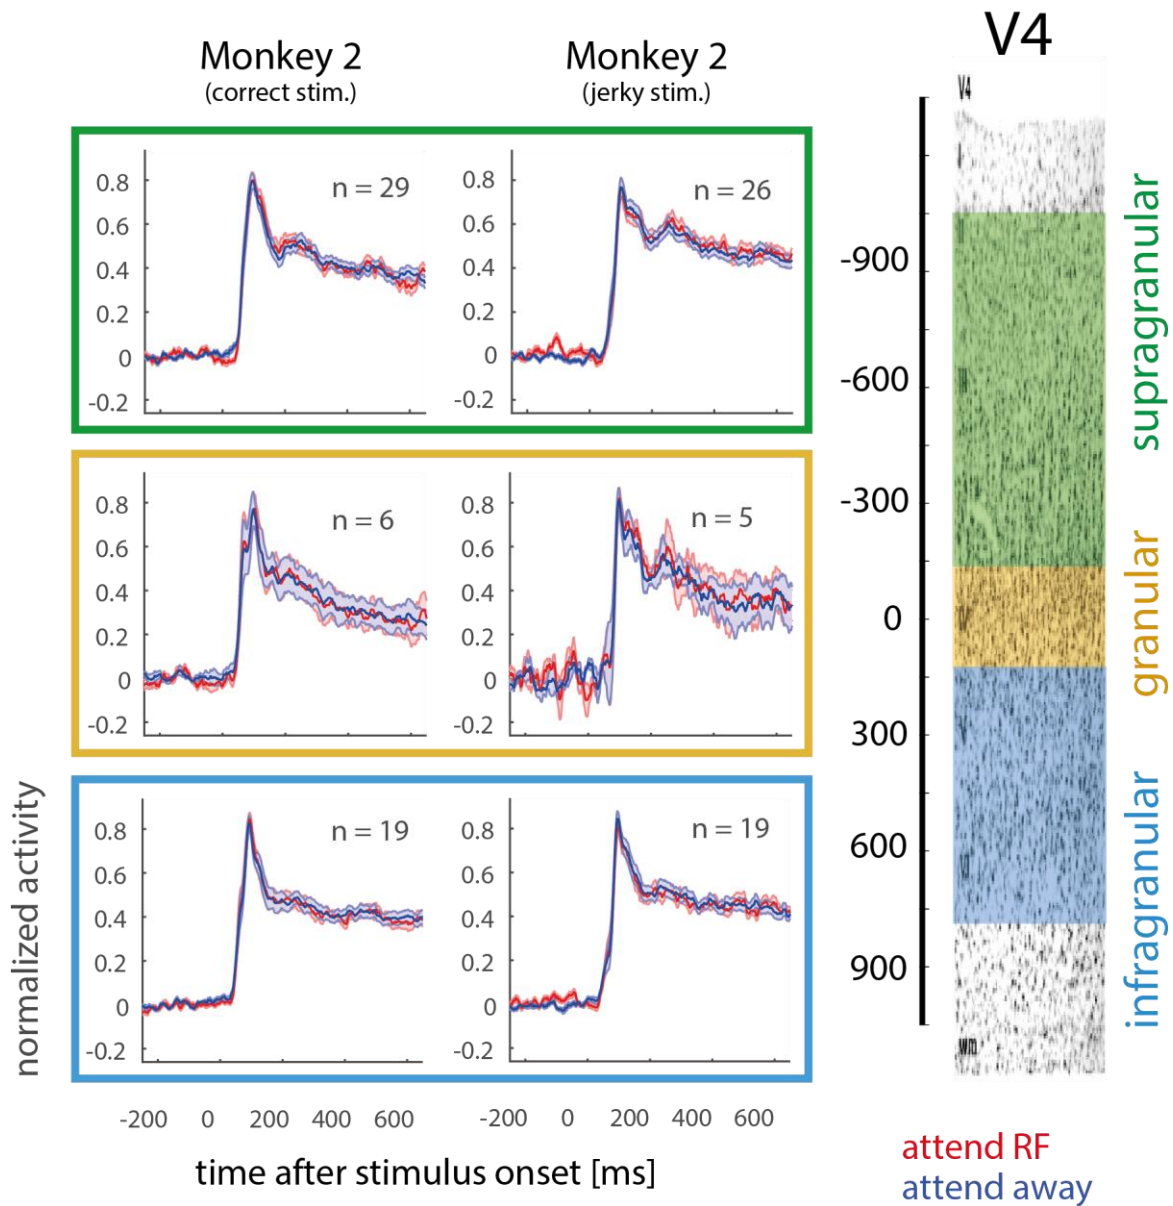 Monkey 2
(correct stim.)
Monkey 2
(jerky stim.)
V4
V4
n = 29
0.8
0.6
0.4
0.2
0
-0.2
n = 26
0.8
0.6
0.4
0.2
0
-0.2
n = 6
0.8
0.6
0.4
0.2
0
-0.2
n = 5
0.8
0.6
0.4
0.2
0
-0.2
n = 19
0.8
0.6
0.4
0.2
0
-0.2
n = 19
0.8
0.6
0.4
0.2
0
-0.2
normalized activity
-200 0 200 400 600
-200 0 200 400 600
time after stimulus onset [ms]
-900
-600
-300
0
300
600
900
wm
supragranular
granular
infragranular
attend RF
attend away